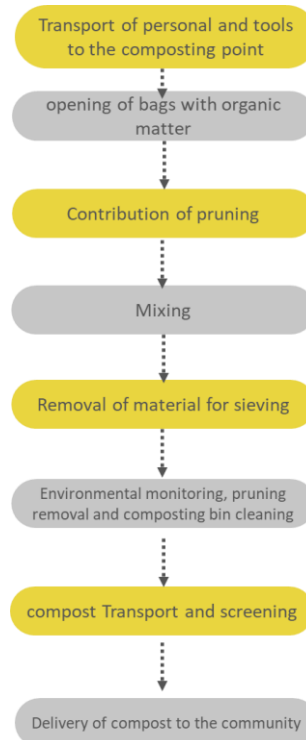 Transport of personal and tools
to the composting point
opening of bags with organic
matter
Contribution of pruning
Mixing
Removal of material for sieving
Environmental monitoring, pruning
removal and composting bin cleaning
compost Transport and screening
Delivery of compost to the community